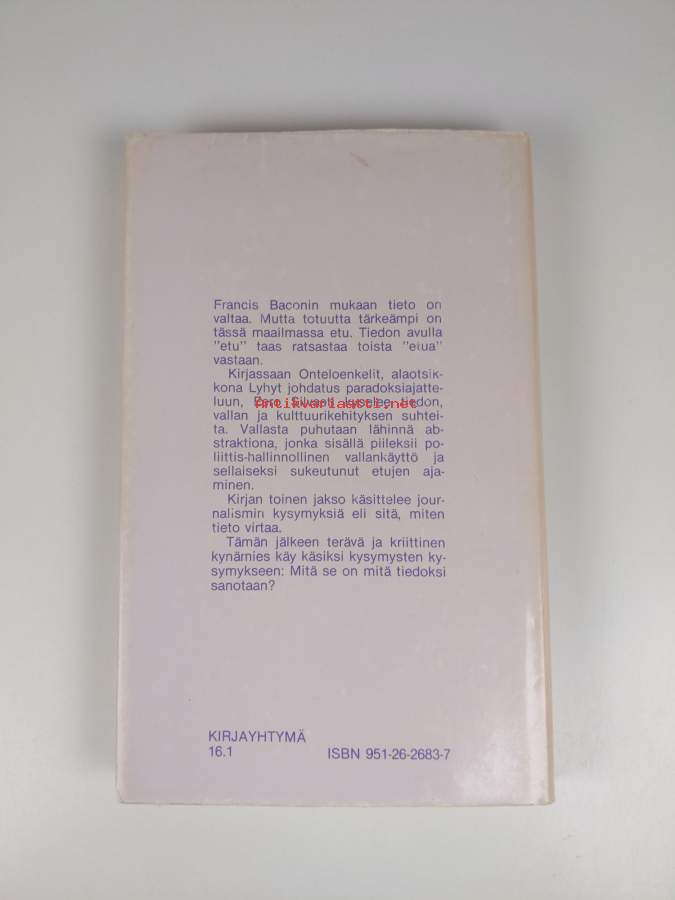 Francis Baconin mukaan tieto on
valtaa. Mutta totuutta tärkeämpi on
tässä maailmassa etu. Tiedon avulla
"etu" taas ratsastaa toista "etua"
vastaan.
Kirjassaan Onteloenkelit, alaotsik-
kona Lyhyt johdatus paradoksiajatte-
luun, Eero Silvasti tiedon,
Antikvariaatti.net
vallan ja kulttuurikehityksen suhtei-
ta. Vallasta puhutaan lähinnä ab-
straktiona, jonka sisällä piileksii po-
liittis-hallinnollinen vallankäyttö ja
sellaiseksi sukeutunut etujen aja-
minen.
Kirjan toinen jakso käsittelee jour-
nalismin kysymyksiä eli sitä, miten
tieto virtaa.
Tämän jälkeen terävä ja kriittinen
kynämies käy käsiksi kysymysten ky-
symykseen: Mitä se on mitä tiedoksi
sanotaan?
KIRJAYHTYMÄ
16.1 ISBN 951-26-2683-7